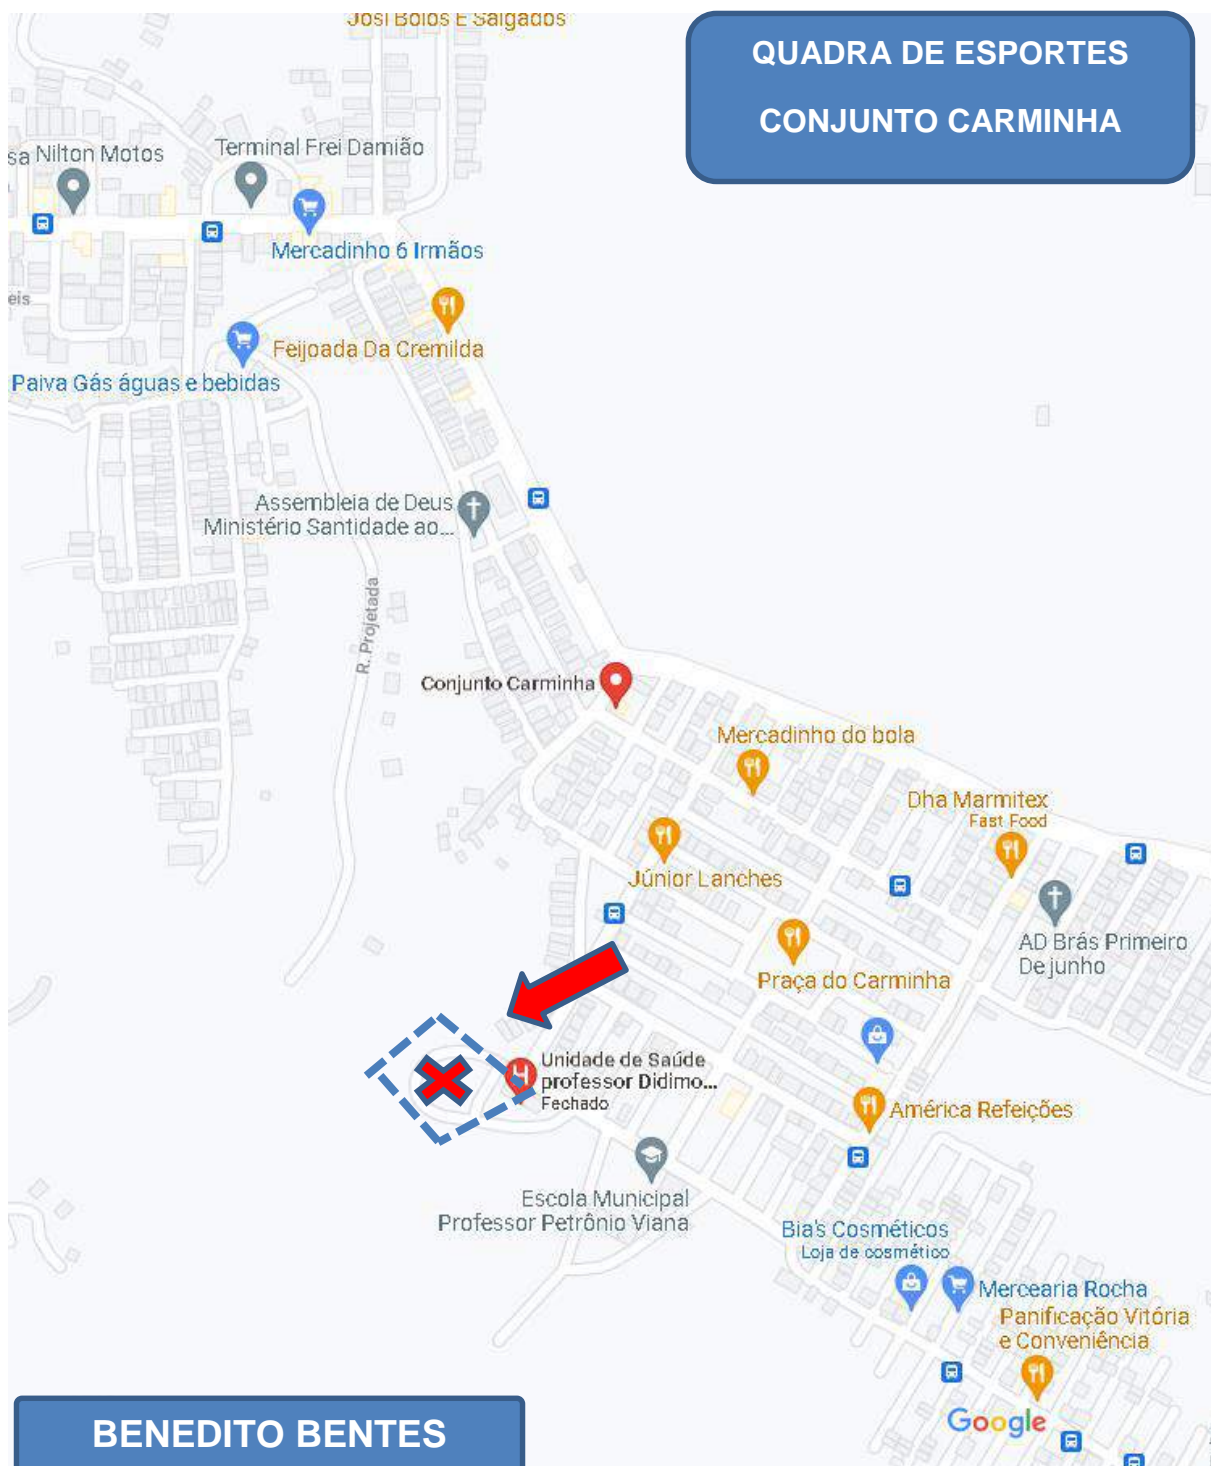 Josi Bolos E Salgados
QUADRA DE ESPORTES
CONJUNTO CARMINHA
sa Nilton Motos
Terminal Frei Damião
Mercadinho 6 Irmãos
eis
Feijoada Da Cremilda
Paiva Gás águas e bebidas
Assembleia de Deus
Ministério Santidade ao...
R. Projetada
Conjunto Carminha
Mercadinho do bola
Dha Marmitex
Fast Food
Júnior Lanches
AD Brás Primeiro
De junho
Praça do Carminha
Unidade de Saúde
professor Didimo...
Fechado
América Refeições
Escola Municipal
Professor Petrônio Viana
Bia's Cosméticos
Loja de cosmético
Mercearia Rocha
Panificação Vitória
e Conveniência
Google
BENEDITO BENTES